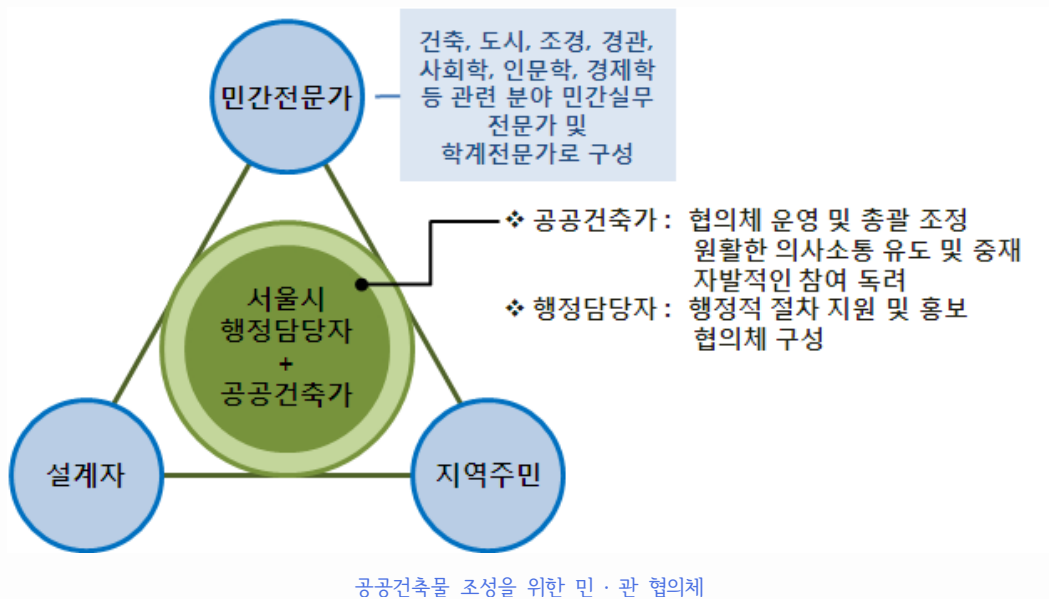 민간전문가
건축, 도시, 조경, 경관,
사회학, 인문학, 경제학
등 관련 분야 민간실무
전문가 및
학계전문가로 구성
❖ 공공건축가 : 협의체 운영 및 총괄 조정
원활한 의사소통 유도 및 중재
자발적인 참여 독려
❖ 행정담당자 : 행정적 절차 지원 및 홍보
협의체 구성
서울시
행정담당자
+
공공건축가
설계자
지역주민
공공건축물 조성을 위한 민 · 관 협의체